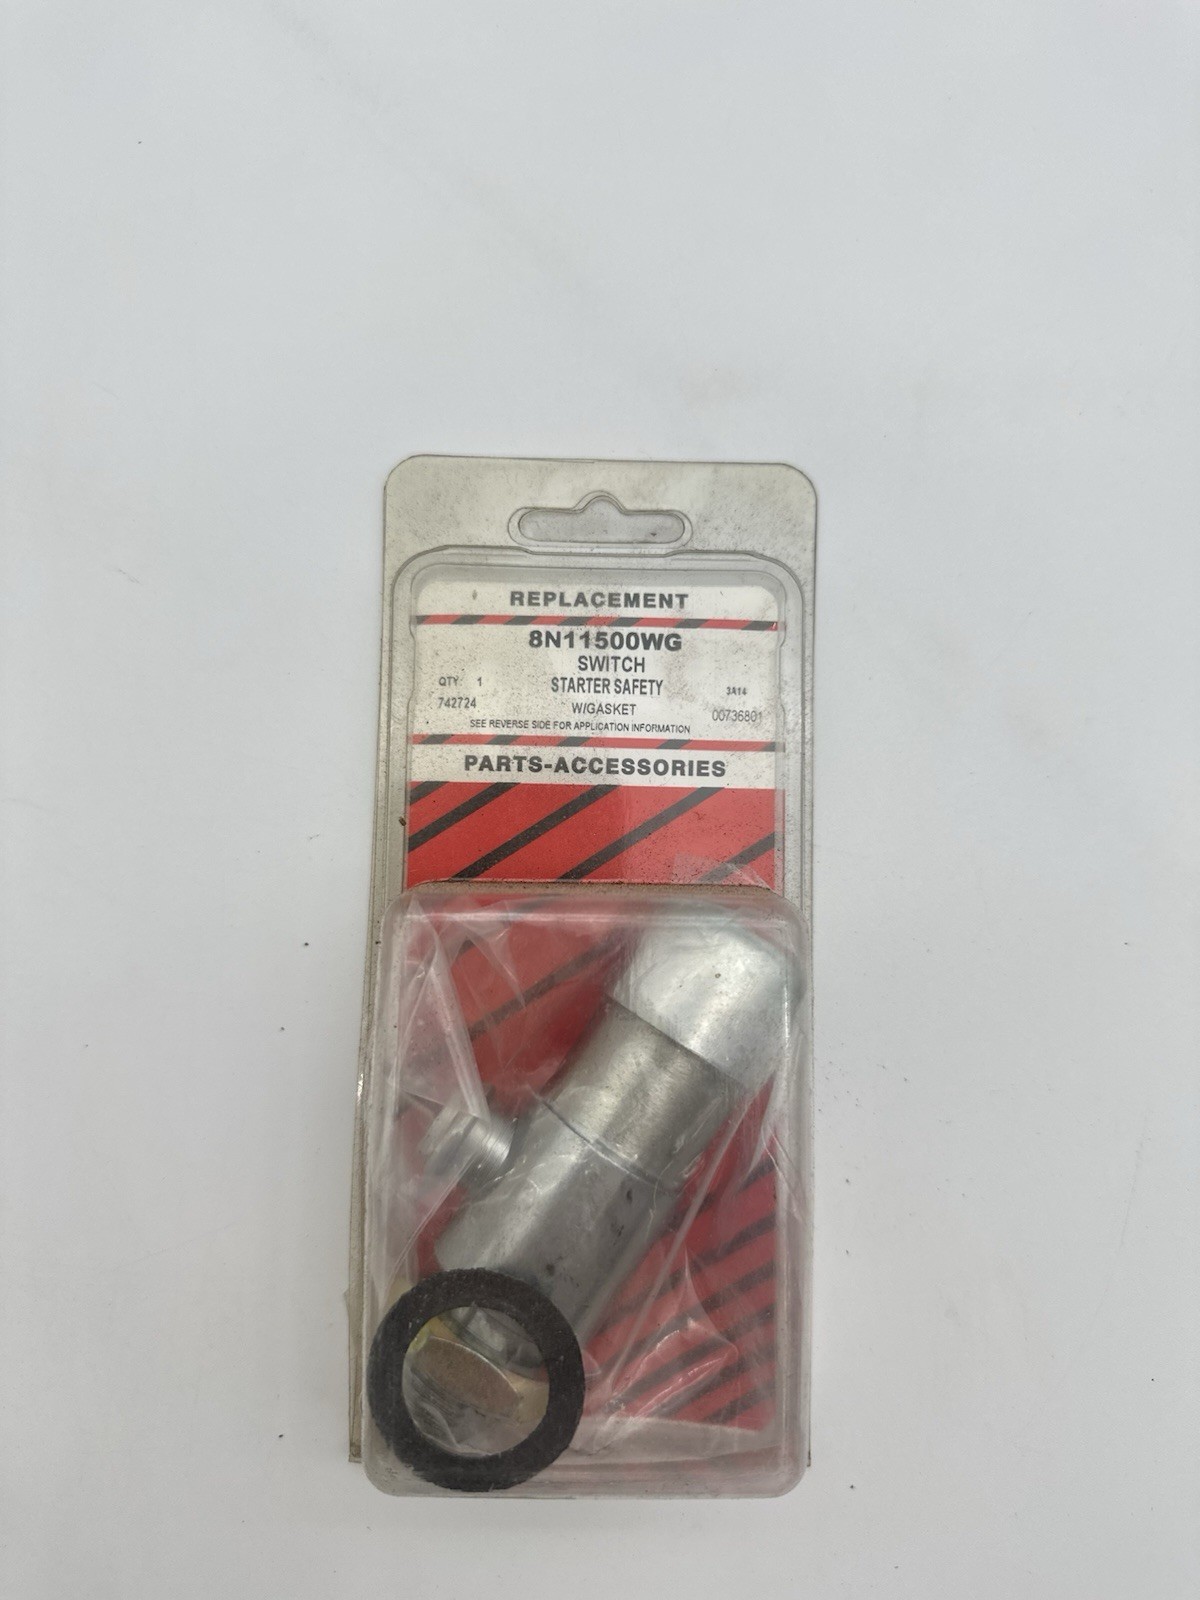 REPLACEMENT
8N11500WG
SWITCH
QTY 1 STARTER SAFETY 3A14
742724 W/GASKET 00736801
SEE REVERSE SIDE FOR APPLICATION INFORMATION
PARTS-ACCESSORIES